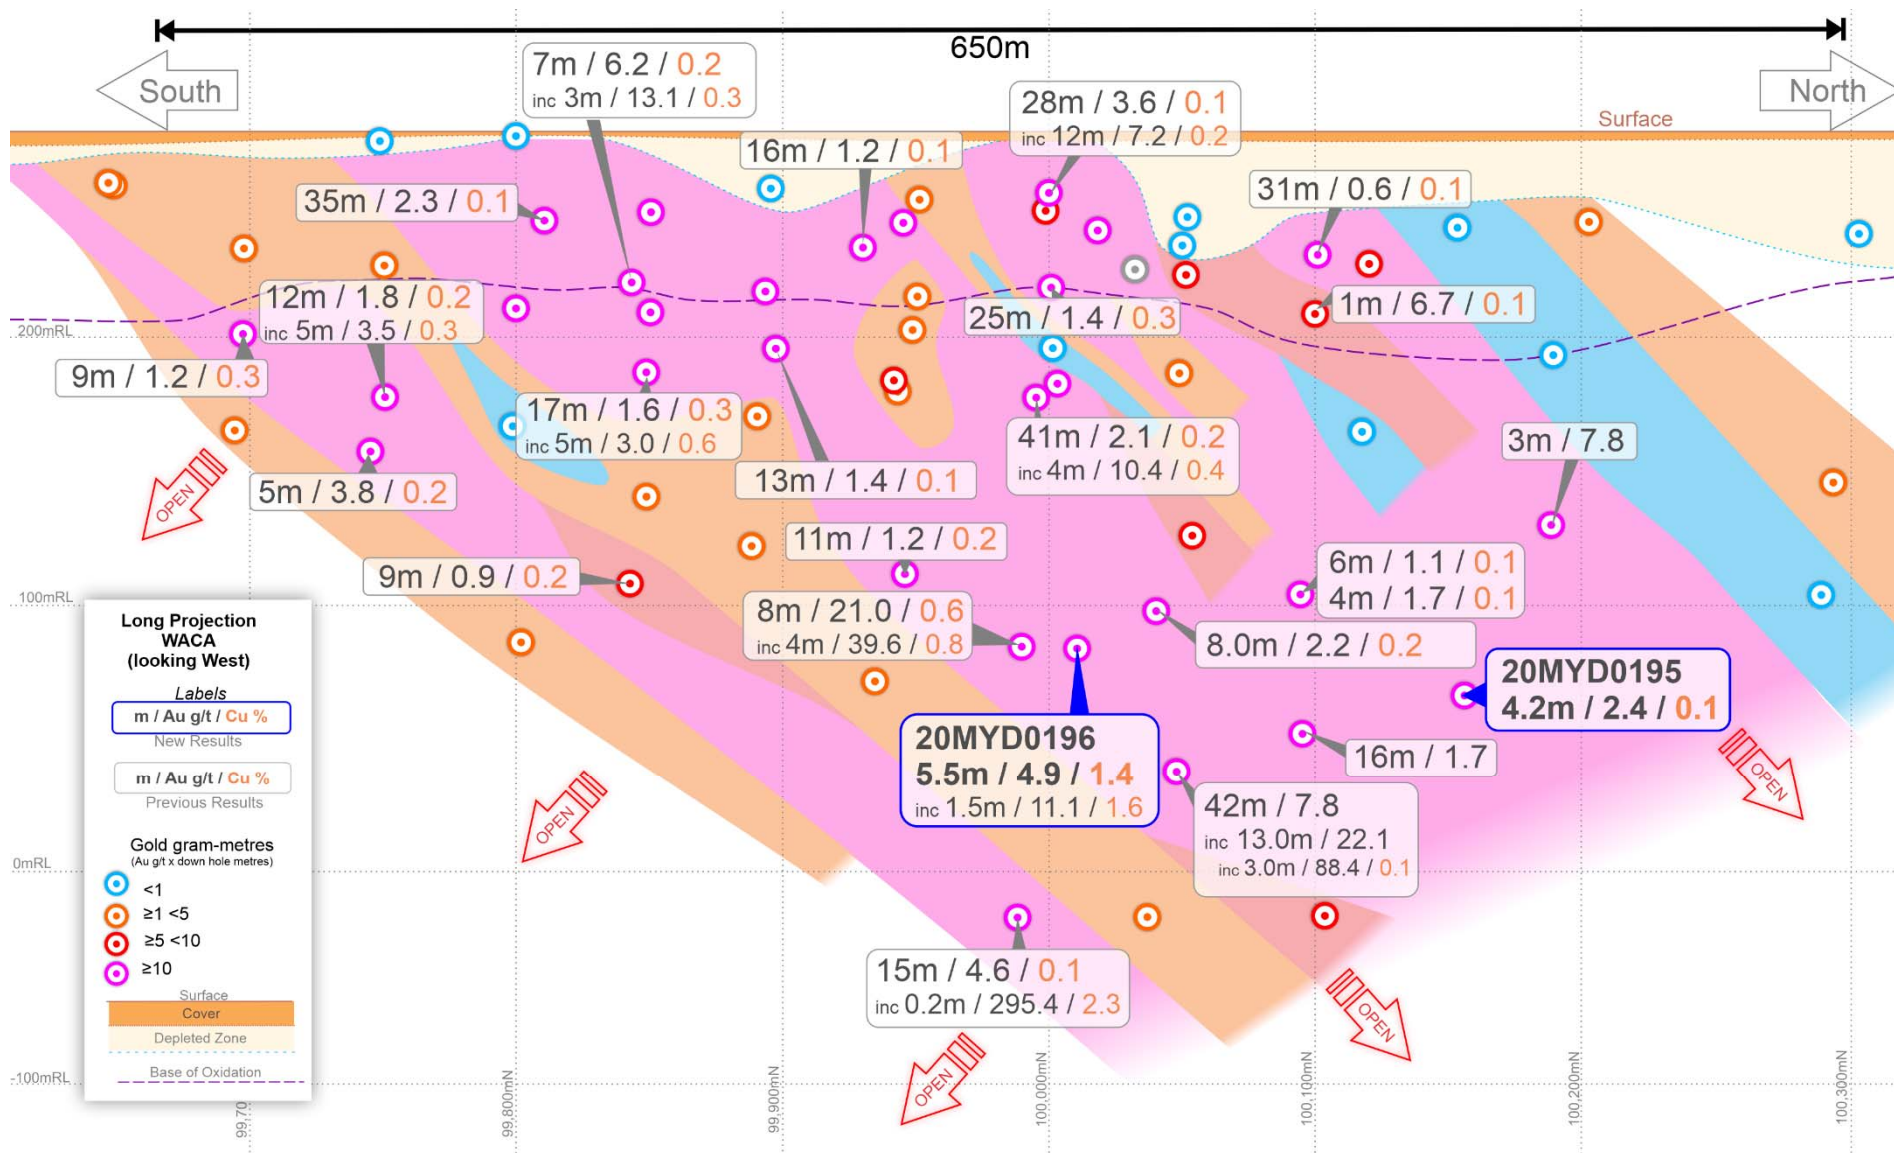 650m
South
North
Surface
7m / 6.2 / 0.2
inc 3m / 13.1 / 0.3
28m / 3.6 / 0.1
inc 12m / 7.2 / 0.2
16m / 1.2 / 0.1
35m / 2.3 / 0.1
31m / 0.6 / 0.1
12m / 1.8 / 0.2
inc 5m / 3.5 / 0.3
25m / 1.4 / 0.3
1m / 6.7 / 0.1
200mRL
9m / 1.2 / 0.3
17m / 1.6 / 0.3
inc 5m / 3.0 / 0.6
41m / 2.1 / 0.2
inc 4m / 10.4 / 0.4
3m / 7.8
13m / 1.4 / 0.1
5m / 3.8 / 0.2
OPEN
11m / 1.2 / 0.2
9m / 0.9 / 0.2
6m / 1.1 / 0.1
4m / 1.7 / 0.1
100mRL
8m / 21.0 / 0.6
inc 4m / 39.6 / 0.8
8.0m / 2.2 / 0.2
20MYD0195
4.2m / 2.4 / 0.1
20MYD0196
5.5m / 4.9 / 1.4
inc 1.5m / 11.1 / 1.6
16m / 1.7
OPEN
OPEN
42m / 7.8
inc 13.0m / 22.1
inc 3.0m / 88.4 / 0.1
0mRL
15m / 4.6 / 0.1
inc 0.2m / 295.4 / 2.3
OPEN
OPEN
-100mRL
99,70
99,800mN
99,900mN
100,000mN
100,100mN
100,200mN
100,300mN
Long Projection
WACA
(looking West)
Labels
m / Au g/t / Cu %
New Results
m / Au g/t / Cu %
Previous Results
Gold gram-metres
(Au g/t x down hole metres)
<1
≥1 <5
≥5 <10
≥10
Surface
Cover
Depleted Zone
Base of Oxidation